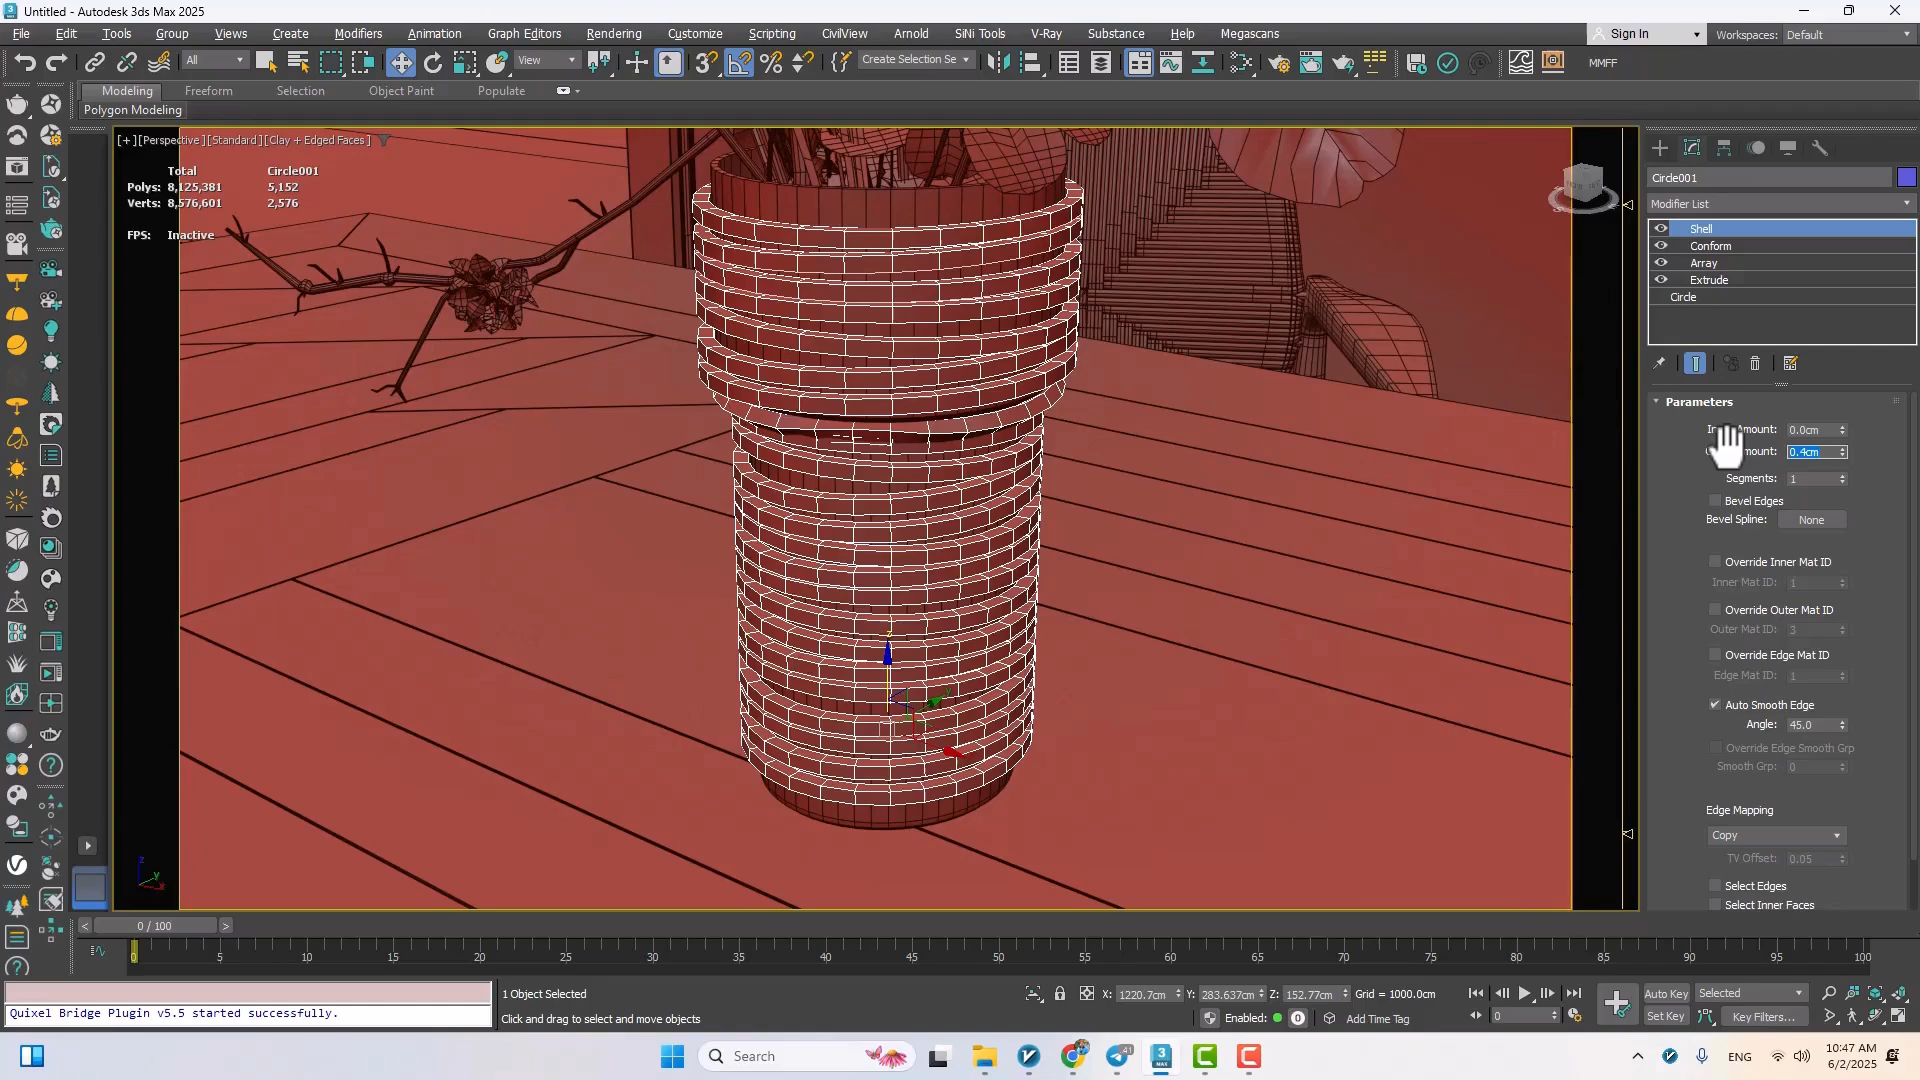 Untitled - Autodesk 3ds Max 2025
File Edit Tools Group Views Create Modifiers Animation Graph Editors Rendering Customize Scripting CivilView Arnold SiNi Tools V-Ray Substance Help Megascans
Sign In Workspaces: Default
All View Create Selection Se MMFF
Modeling Freeform Selection Object Paint Populate
Polygon Modeling
[+] [Perspective] [Standard] [Clay + Edged Faces]
Total Circle001
Polys: 8,125,381 5,152
Verts: 8,576,601 2,576
FPS: Inactive
Circle001
Modifier List
Shell
Conform
Array
Extrude
Circle
Parameters
Amount: 0.0cm
mount: 0.4cm
Segments: 1
Bevel Edges
Bevel Spline: None
Override Inner Mat ID
Inner Mat ID: 1
Override Outer Mat ID
Outer Mat ID: 3
Override Edge Mat ID
Edge Mat ID: 1
Auto Smooth Edge
Angle: 45.0
Override Edge Smooth Grp
Smooth Grp: 0
Edge Mapping
Copy
TV Offset: 0.05
Select Edges
Select Inner Faces
z
y
x
z
y
x
< 0 / 100 >
0 5 10 15 20 25 30 35 40 45 50 55 60 65 70 75 80 85 90 95 100
1 Object Selected X: 1220.7cm Y: 283.637cm Z: 152.77cm Grid = 1000.0cm Auto Key Selected
Quixel Bridge Plugin v5.5 started successfully.
Click and drag to select and move objects Enabled: 0 Add Time Tag 0 Set Key Key Filters...
Search 41 3 MAX ENG 10:47 AM
6/2/2025